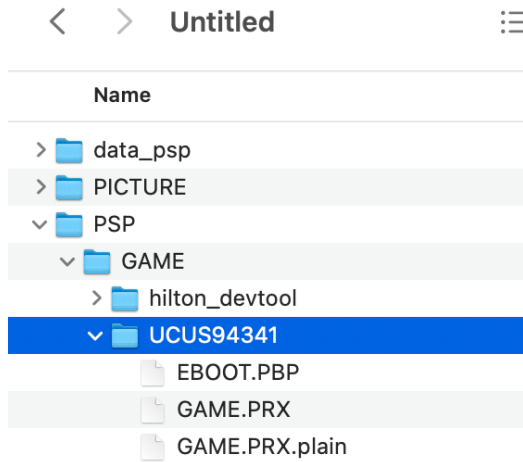 Untitled
Name
data_psp
PICTURE
PSP
GAME
hilton_devtool
UCUS94341
EBOOT.PBP
GAME.PRX
GAME.PRX.plain